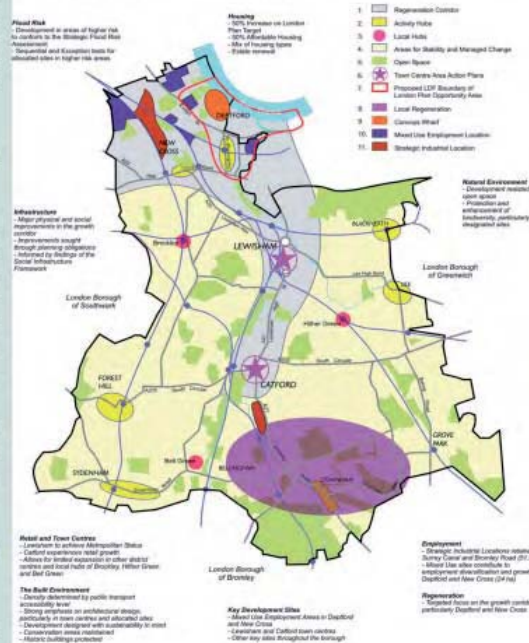 Flood Risk
- Development in areas of higher risk
to conform to the Strategic Flood Risk
Assessment
- Sequential and Exception tests for
allocated sites in higher risk areas
Housing
- 50% Increase on London
Plan Target
- 50% Affordable Housing
- Mix of housing types
- Estate renewal
1. Regeneration Corridor
2. Activity Hubs
3. Local Hubs
4. Areas for Stability and Managed Change
5. Open Space
6. Town Centre Area Action Plans
7. Proposed LDF Boundary of
London Plan Opportunity Area
8. Local Regeneration
9. Convoys Wharf
10. Mixed Use Employment Location
11. Strategic Industrial Location
DEPTFORD
NEW
CROSS
Natural Environment
- Development resisted
open space
- Protection and
enhancement of
biodiversity, particularly
designated sites
Infrastructure
- Major physical and social
improvements in the growth
corridor
- Improvements sought
through planning obligations
- Informed by findings of the
Social Infrastructure
Framework
BLACKHEATH
Brockley
LEWISHAM
LEE
London Borough
of Greenwich
London Borough
of Southwark
Hither Green
FOREST
HILL
South Circular
CATFORD
GROVE
PARK
Bell Green
BELLINGHAM
Downham
SYDENHAM
Retail and Town Centres
- Lewisham to achieve Metropolitan Status
- Catford experiences retail growth
- Allows for limited expansion in other district
centres and local hubs of Brockley, Hither Green
and Bell Green
The Built Environment
- Density determined by public transport
accessibility level
- Strong emphasis on architectural design,
particularly in town centres and allocated sites
- Development designed with sustainability in mind
- Conservation areas maintained
- Historic buildings protected
London Borough
of Bromley
Key Development Sites
- Mixed Use Employment Areas in Deptford
and New Cross
- Lewisham and Catford town centres
- Other key sites throughout the borough
Employment
- Strategic Industrial Locations
Surrey Canal and Bromley Road
- Mixed Use sites contribute to
employment diversification and growth
Deptford and New Cross (24 ha)
Regeneration
- Targeted focus on the growth
particularly Deptford and New Cross